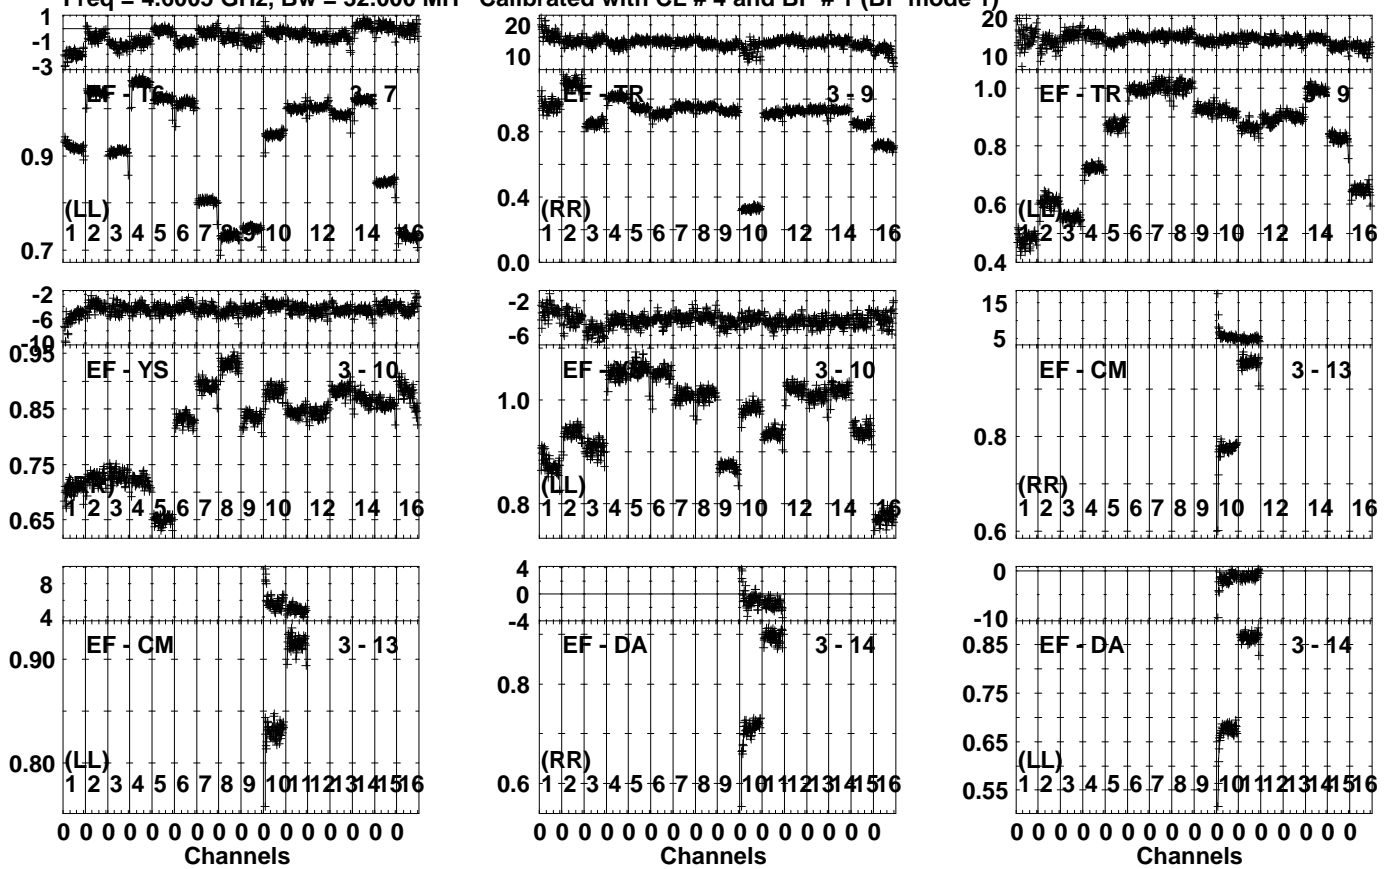 Freq = 4.6005 GHz, Bw = 32.000 MH Calibrated with CL # 4 and BP # 1 (BP mode 1)
1
-1
-3
EF - T6 3 - 7
0.9
0.7
(LL)
1 2 3 4 5 6 7 8 9 10 12 14 16
20
10
EF - TR 3 - 9
0.8
0.4
0.0
(RR)
1 2 3 4 5 6 7 8 9 10 12 14 16
20
10
EF - TR 3 - 9
1.0
0.8
0.6
0.4
(LL)
1 2 3 4 5 6 7 8 9 10 12 14 16
-2
-6
-10
EF - YS 3 - 10
0.95
0.85
0.75
0.65
(RR)
1 2 3 4 5 6 7 8 9 10 12 14 16
-2
-6
EF - YS 3 - 10
1.0
0.8
(LL)
1 2 3 4 5 6 7 8 9 10 12 14 16
15
5
EF - CM 3 - 13
0.8
0.6
(RR)
1 2 3 4 5 6 7 8 9 10 12 14 16
8
4
EF - CM 3 - 13
0.90
0.80
(LL)
1 2 3 4 5 6 7 8 9 10 11 12 13 14 15 16
0 0 0 0 0 0 0 0 0 0 0 0 0 0 0 0
Channels
4
0
-4
EF - DA 3 - 14
0.8
0.6
(RR)
1 2 3 4 5 6 7 8 9 10 11 12 13 14 15 16
0 0 0 0 0 0 0 0 0 0 0 0 0 0 0 0
Channels
0
-10
EF - DA 3 - 14
0.85
0.75
0.65
0.55
(LL)
1 2 3 4 5 6 7 8 9 10 11 12 13 14 15 16
0 0 0 0 0 0 0 0 0 0 0 0 0 0 0 0
Channels